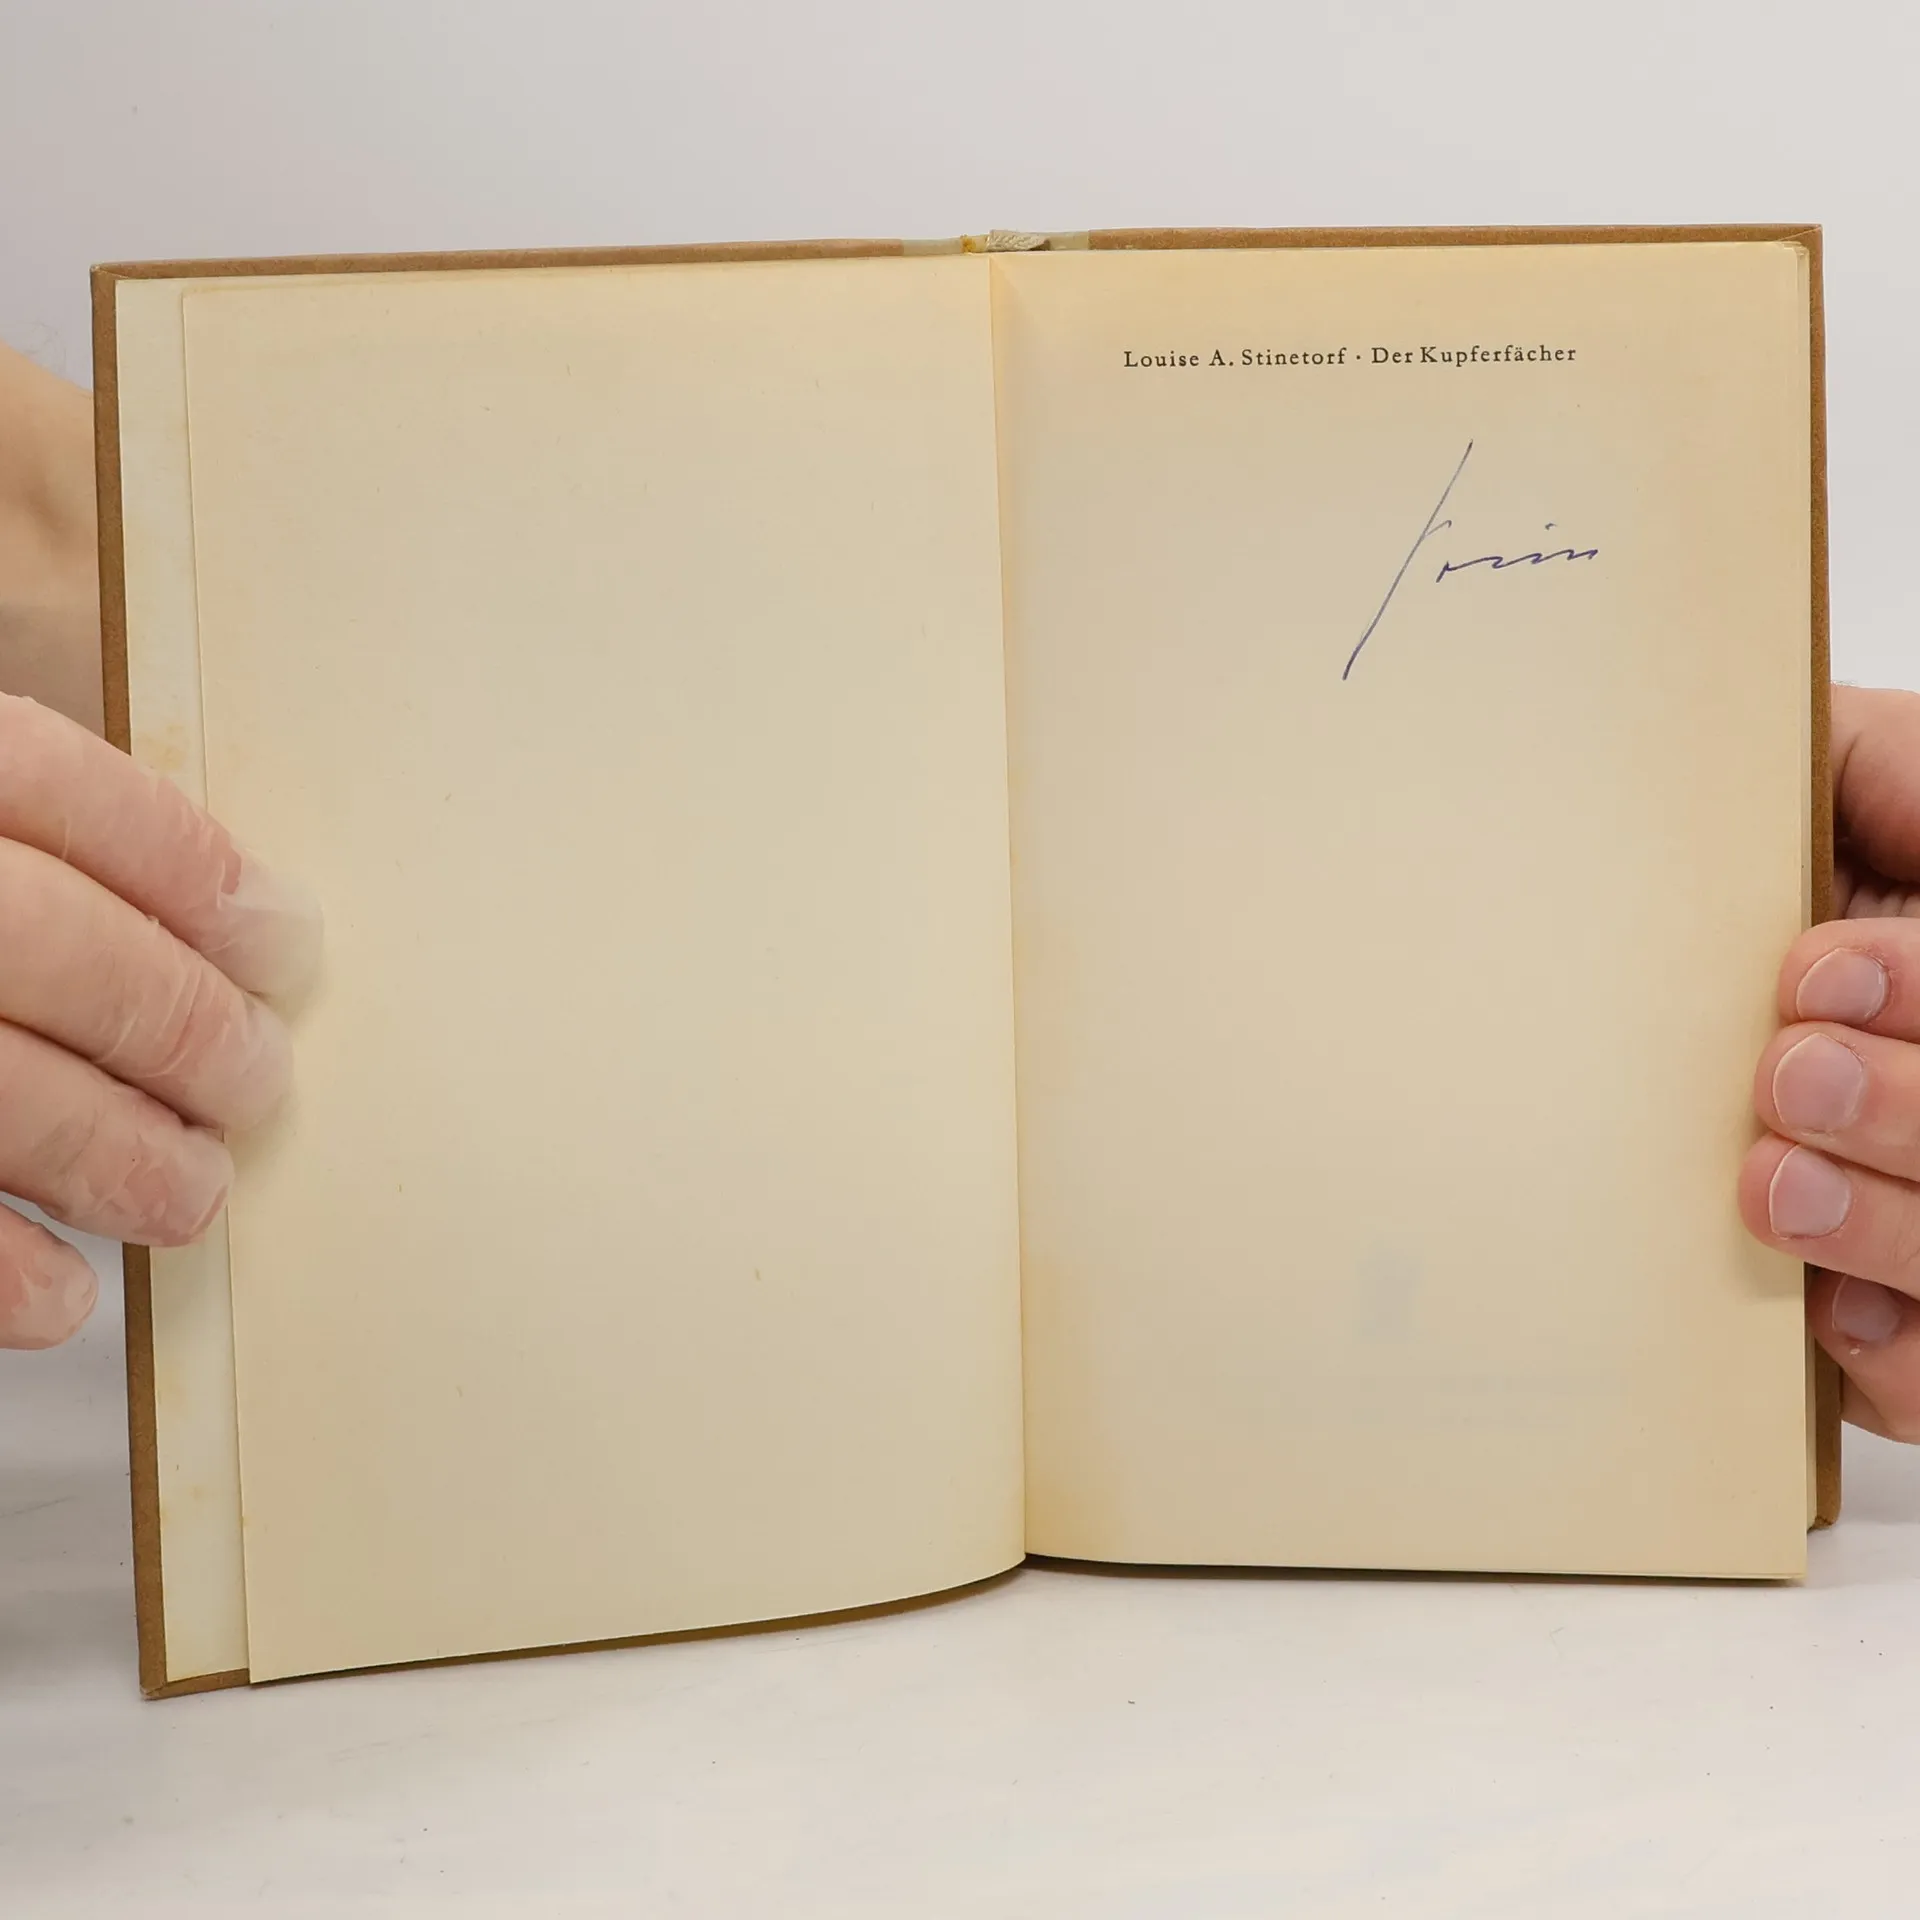 Louise A. Stinetorf · Der Kupferfächer